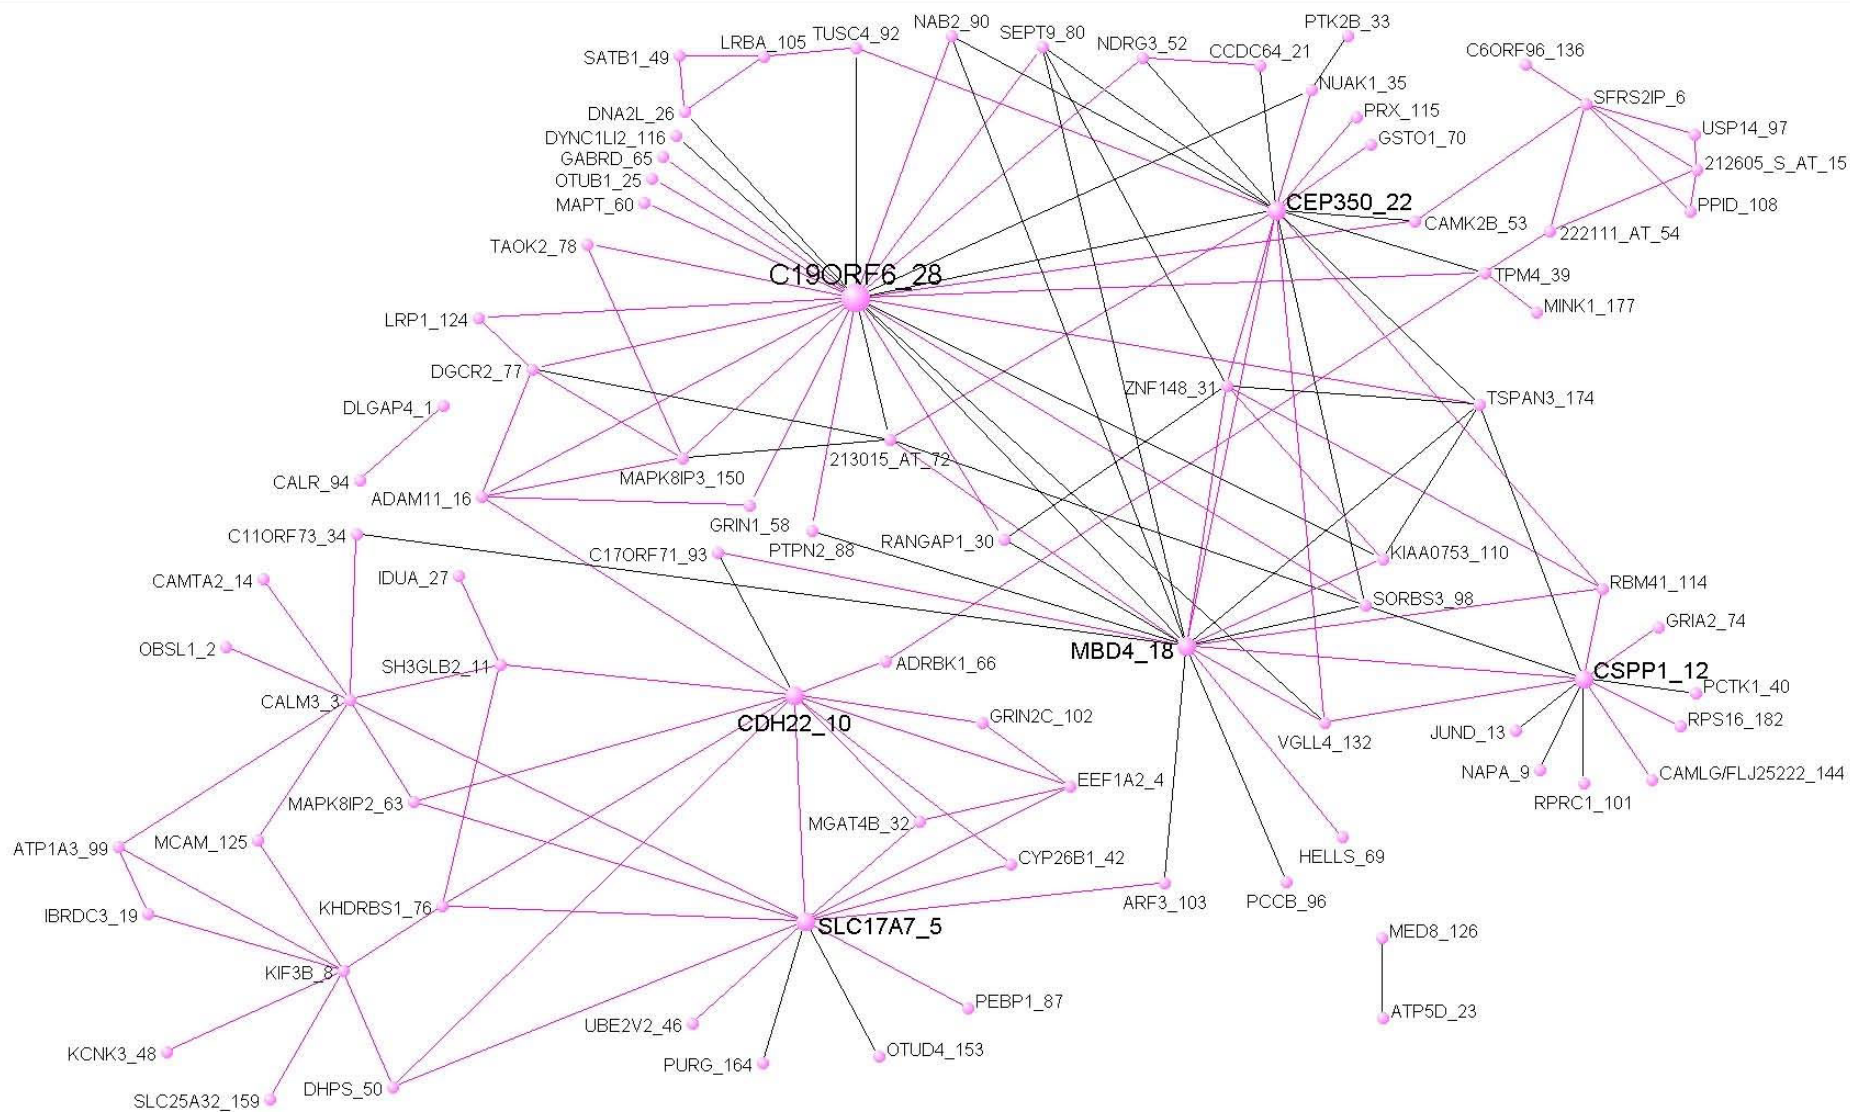 NAB2_90
SEPT9_80
PTK2B_33
TUSC4_92
LRBA_105
NDRG3_52
CCDC64_21
C6ORF96_136
SATB1_49
NUAK1_35
SFRS2IP_6
DNA2L_26
PRX_115
USP14_97
DYNC1LI2_116
GSTO1_70
GABRD_65
212605_S_AT_15
OTUB1_25
MAPT_60
CEP350_22
PPID_108
CAMK2B_53
222111_AT_54
TAOK2_78
C19ORF6_28
TPM4_39
MINK1_177
LRP1_124
DGCR2_77
ZNF148_31
TSPAN3_174
DLGAP4_1
213015_AT_72
CALR_94
MAPK8IP3_150
ADAM11_16
GRIN1_58
C11ORF73_34
PTPN2_88
RANGAP1_30
C17ORF71_93
KIAA0753_110
CAMTA2_14
IDUA_27
RBM41_114
SORBS3_98
GRIA2_74
OBSL1_2
SH3GLB2_11
ADRBK1_66
MBD4_18
CSPP1_12
PCTK1_40
CALM3_3
CDH22_10
GRIN2C_102
RPS16_182
JUND_13
VGLL4_132
NAPA_9
CAMLG/FLJ25222_144
EEF1A2_4
RPRC1_101
MAPK8IP2_63
MGAT4B_32
ATP1A3_99
MCAM_125
CYP26B1_42
HELLS_69
IBRDC3_19
KHDRBS1_76
ARF3_103
PCCB_96
SLC17A7_5
MED8_126
KIF3B_8
PEBP1_87
ATP5D_23
UBE2V2_46
KCNK3_48
PURG_164
OTUD4_153
DHPS_50
SLC25A32_159